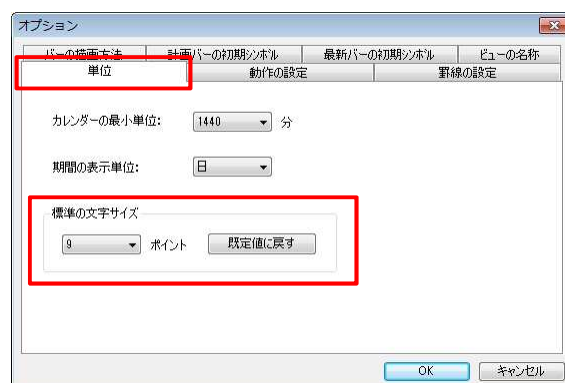 オプション
バーの描画方法 計画バーの初期シンボル 最新バーの初期シンボル ビューの名称
単位 動作の設定 罫線の設定
カレンダーの最小単位: 1440 分
期間の表示単位: 日
標準の文字サイズ
9 ポイント 既定値に戻す
OK キャンセル